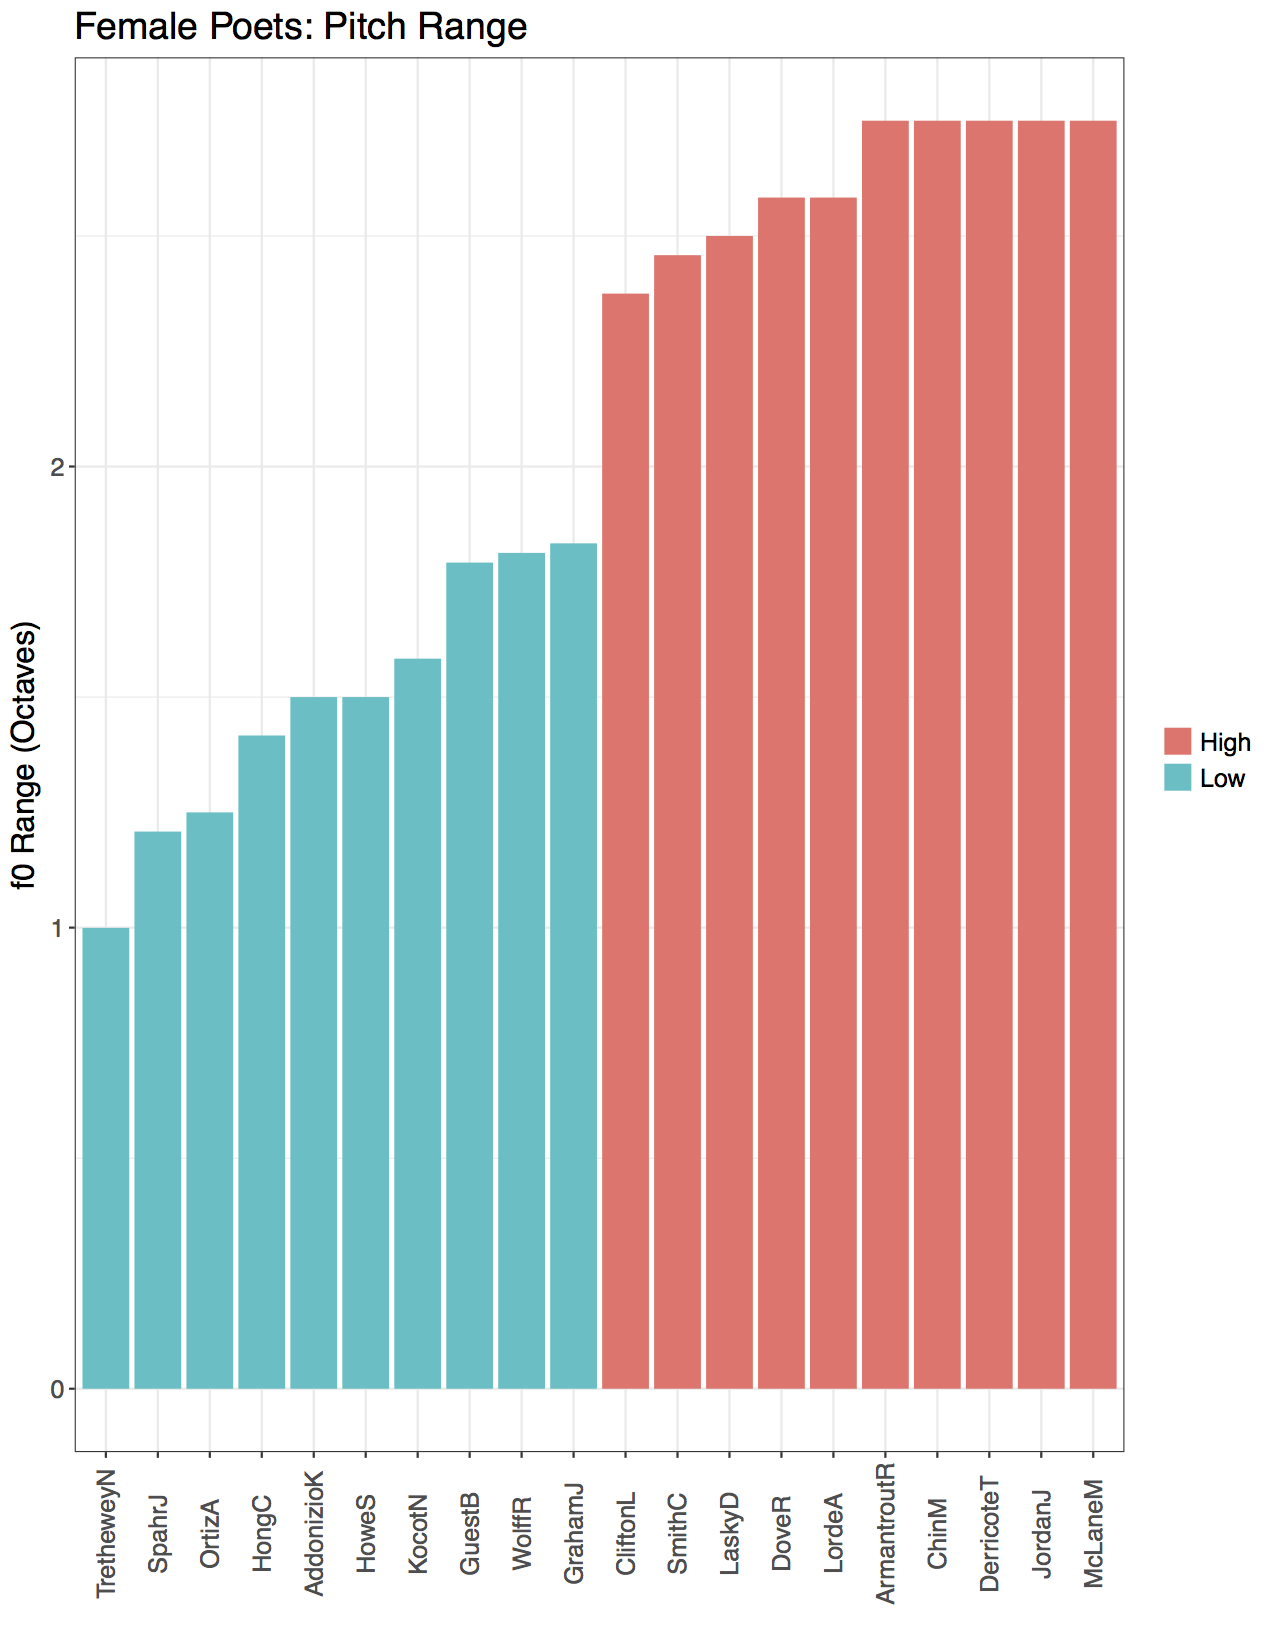 Female Poets: Pitch Range
f0 Range (Octaves)
2
1
0
TretheweyN
SpahrJ
OrtizA
HongC
AddonizioK
HoweS
KocotN
GuestB
WolffR
GrahamJ
CliftonL
SmithC
LaskyD
DoveR
LordeA
ArmantroutR
ChinM
DerricoteT
JordanJ
McLaneM
High
Low